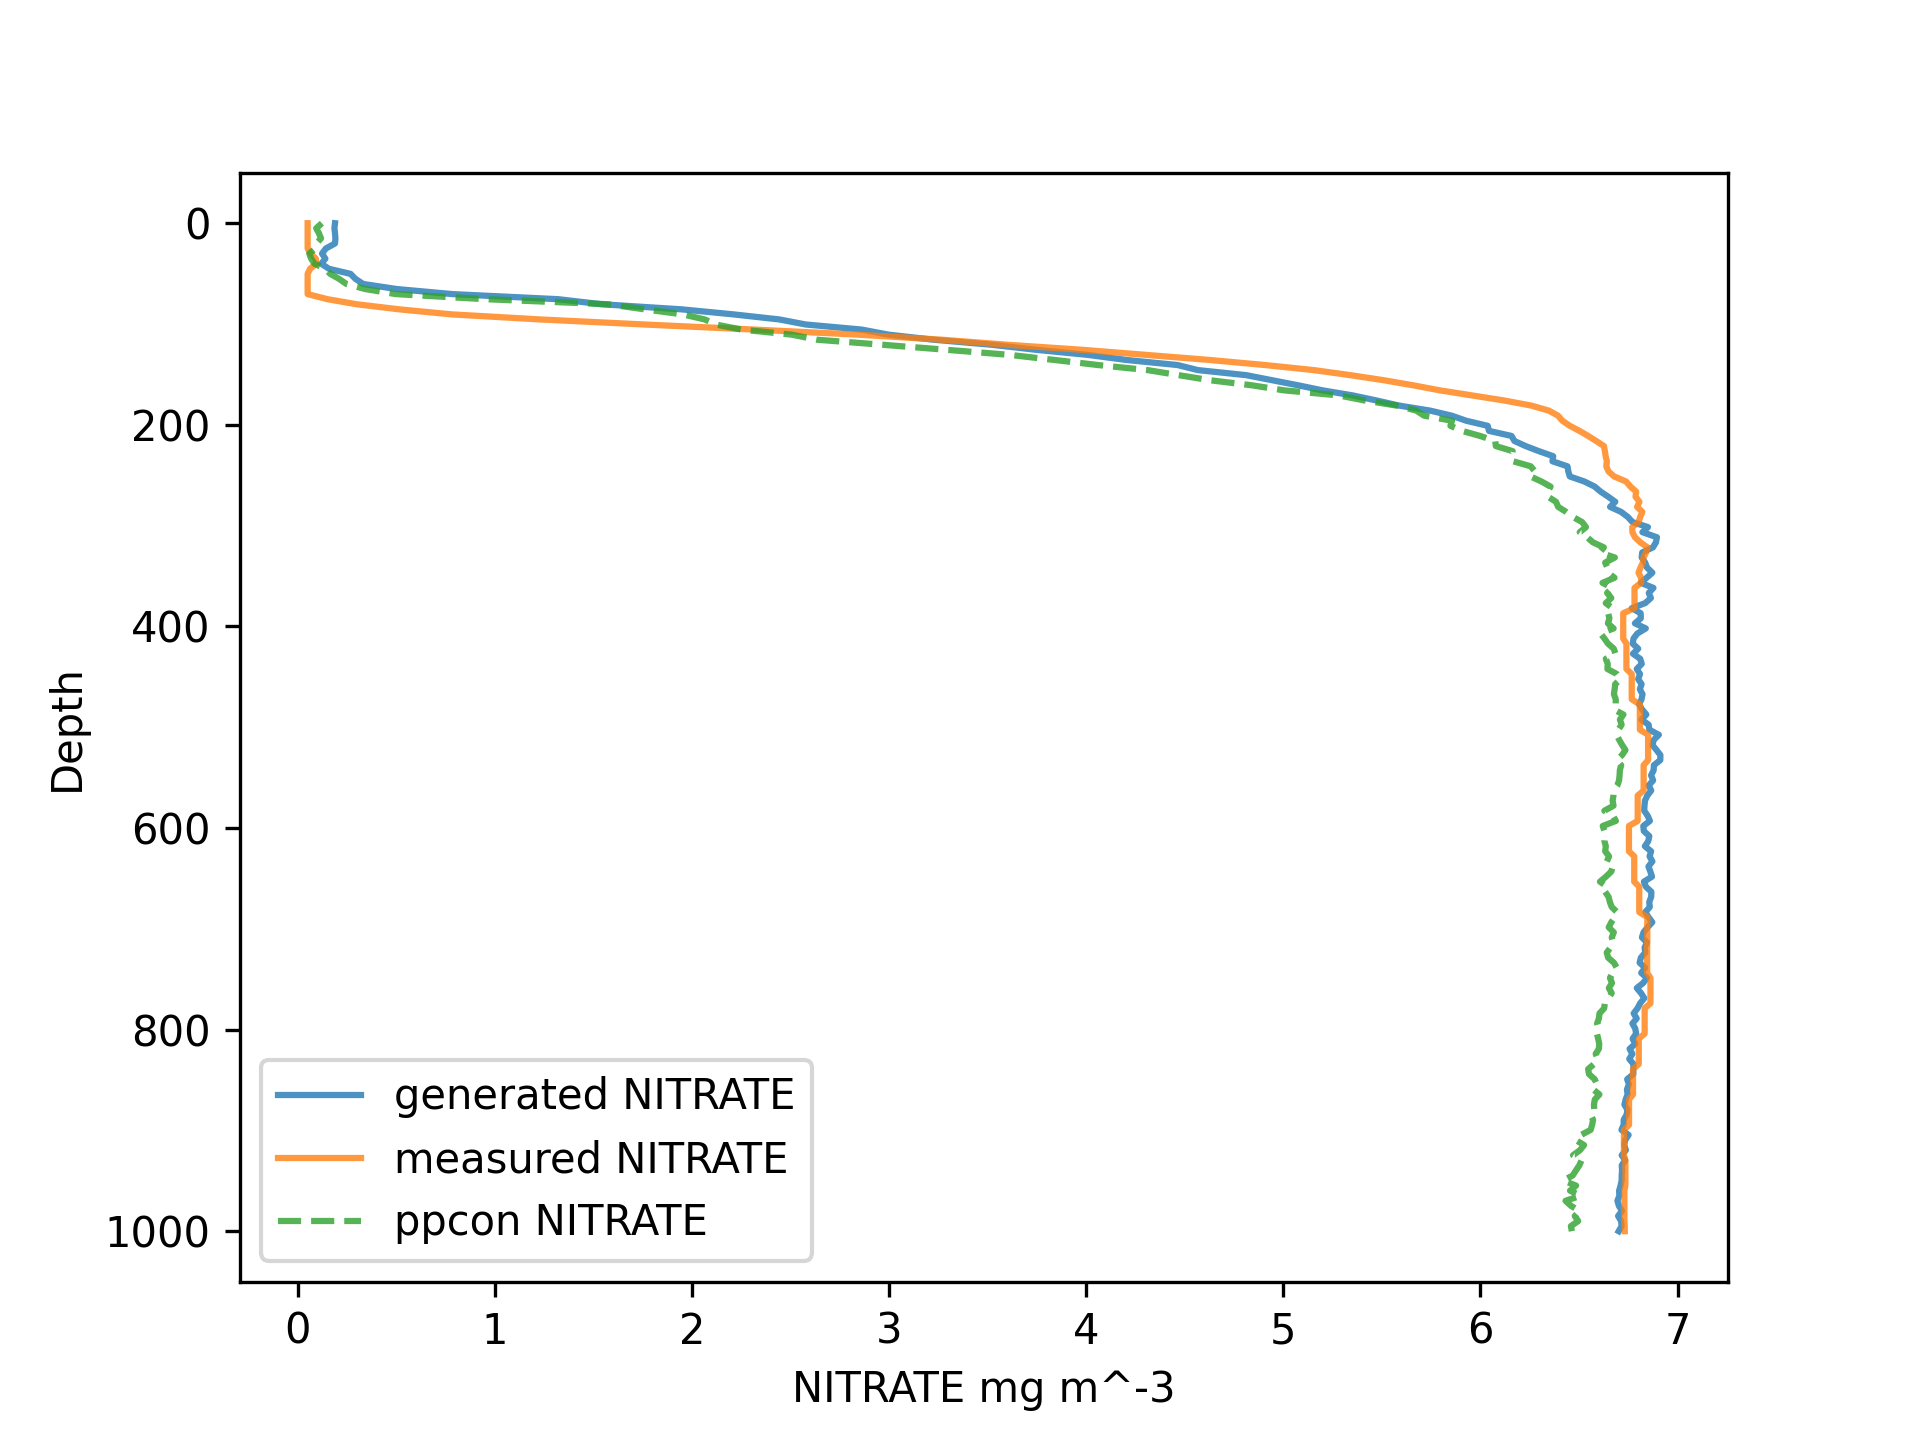 0
200
400
600
800
1000
Depth
generated NITRATE
measured NITRATE
ppcon NITRATE
0 1 2 3 4 5 6 7
NITRATE mg m^-3